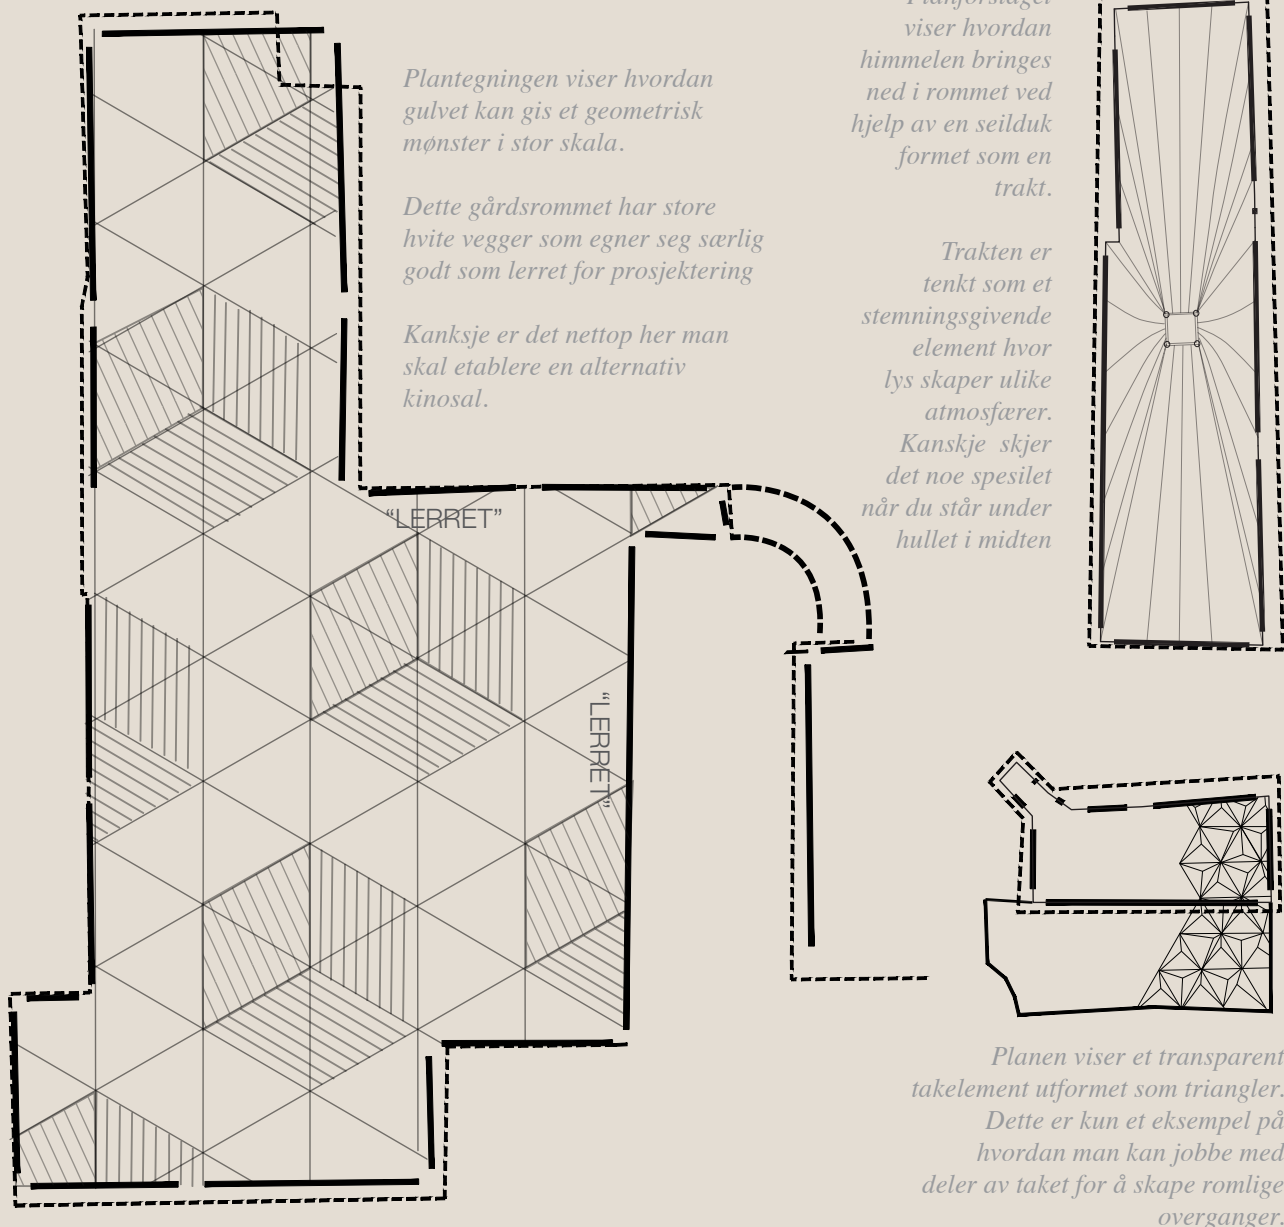 Plantegningen viser hvordan
gulvet kan gis et geometrisk
mønster i stor skala.
Dette gårdsrommet har store
hvite vegger som egner seg særlig
godt som lerret for prosjektering
Kanksje er det nettop her man
skal etablere en alternativ
kinosal.
“LERRET”
“LERRET”
Planforslaget
viser hvordan
himmelen bringes
ned i rommet ved
hjelp av en seilduk
formet som en
trakt.
Trakten er
tenkt som et
stemningsgivende
element hvor
lys skaper ulike
atmosfærer.
Kanskje skjer
det noe spesilet
når du står under
hullet i midten
Planen viser et transparent
takelement utformet som triangler.
Dette er kun et eksempel på
hvordan man kan jobbe med
deler av taket for å skape romlige
overganger.